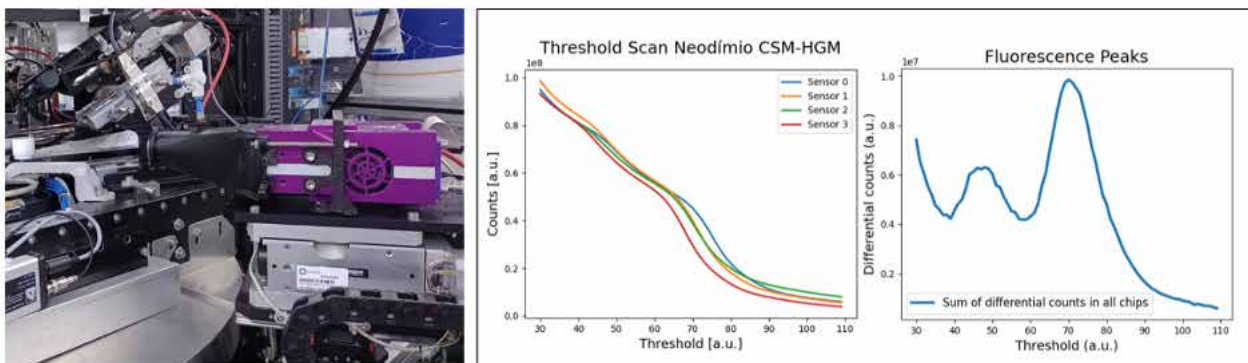 Threshold Scan Neodímio CSM-HGM
1e8
Counts [a.u.]
1.0
0.8
0.6
0.4
0.2
0.0
Sensor 0
Sensor 1
Sensor 2
Sensor 3
30 40 50 60 70 80 90 100 110
Threshold [a.u.]
Fluorescence Peaks
1e7
Differential counts (a.u.)
1.0
0.8
0.6
0.4
0.2
Sum of differential counts in all chips
30 40 50 60 70 80 90 100 110
Threshold (a.u.)